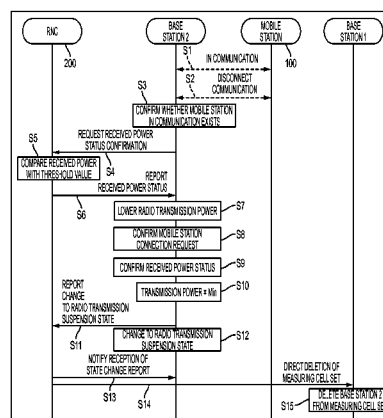 RNC
BASE
STATION 2
MOBILE
STATION
BASE
STATION 1
200
100
S1
IN COMMUNICATION
S2
DISCONNECT
COMMUNICATION
S3
CONFIRM WHETHER MOBILE STATION
IN COMMUNICATION EXISTS
S5
REQUEST RECEIVED POWER
STATUS CONFIRMATION
S4
COMPARE RECEIVED POWER
WITH THRESHOLD VALUE
REPORT
RECEIVED POWER STATUS
S6
LOWER RADIO TRANSMISSION POWER
S7
CONFIRM MOBILE STATION
CONNECTION REQUEST
S8
CONFIRM RECEIVED POWER STATUS
S9
TRANSMISSION POWER = Min
S10
REPORT
CHANGE
TO RADIO TRANSMISSION
SUSPENSION STATE
S11
CHANGE TO RADIO TRANSMISSION
SUSPENSION STATE
S12
NOTIFY RECEPTION OF
STATE CHANGE REPORT
S13
DIRECT DELETION OF
MEASURING CELL SET
S14
DELETE BASE STATION 2
FROM MEASURING CELL SET
S15